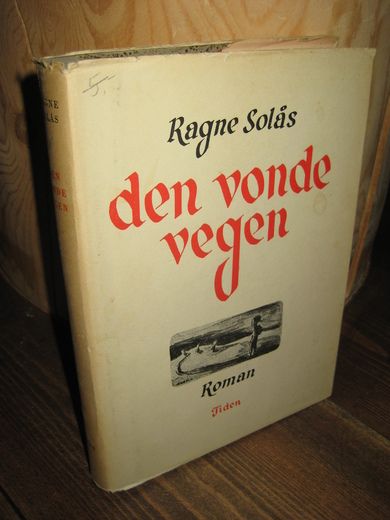 Ragne Solås
den vonde
vegen
Roman
Tiden